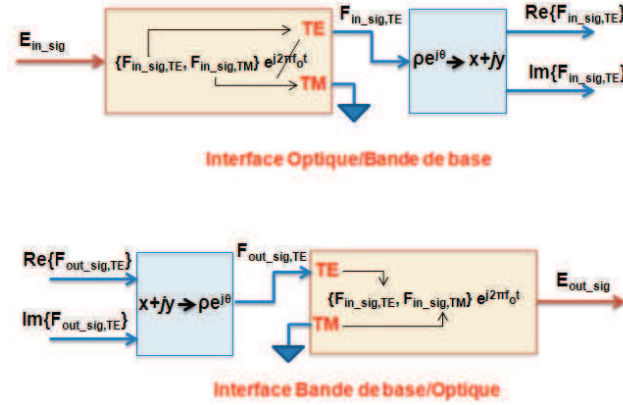 E_in_sig
{F_in_sig,TE, F_in_sig,TM} e^j2πf₀t
TE
TM
F_in_sig,TE
ρe^jθ → x+jy
Re{F_in_sig,TE}
Im{F_in_sig,TE}
Interface Optique/Bande de base
Re{F_out_sig,TE}
Im{F_out_sig,TE}
x+jy → ρe^jθ
F_out_sig,TE
TE
{F_in_sig,TE, F_in_sig,TM} e^j2πf₀t
TM
E_out_sig
Interface Bande de base/Optique